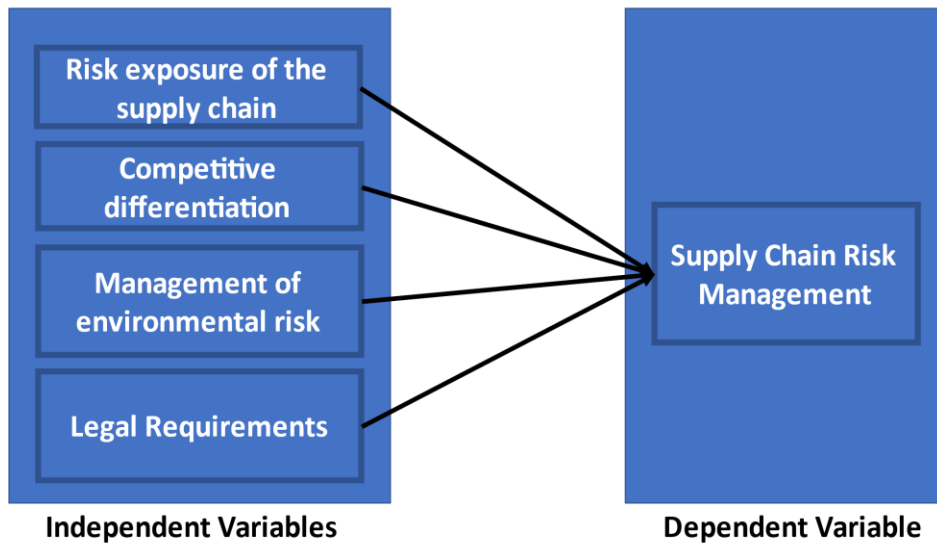 Risk exposure of the
supply chain
Competitive
differentiation
Management of
environmental risk
Legal Requirements
Supply Chain Risk
Management
Independent Variables
Dependent Variable